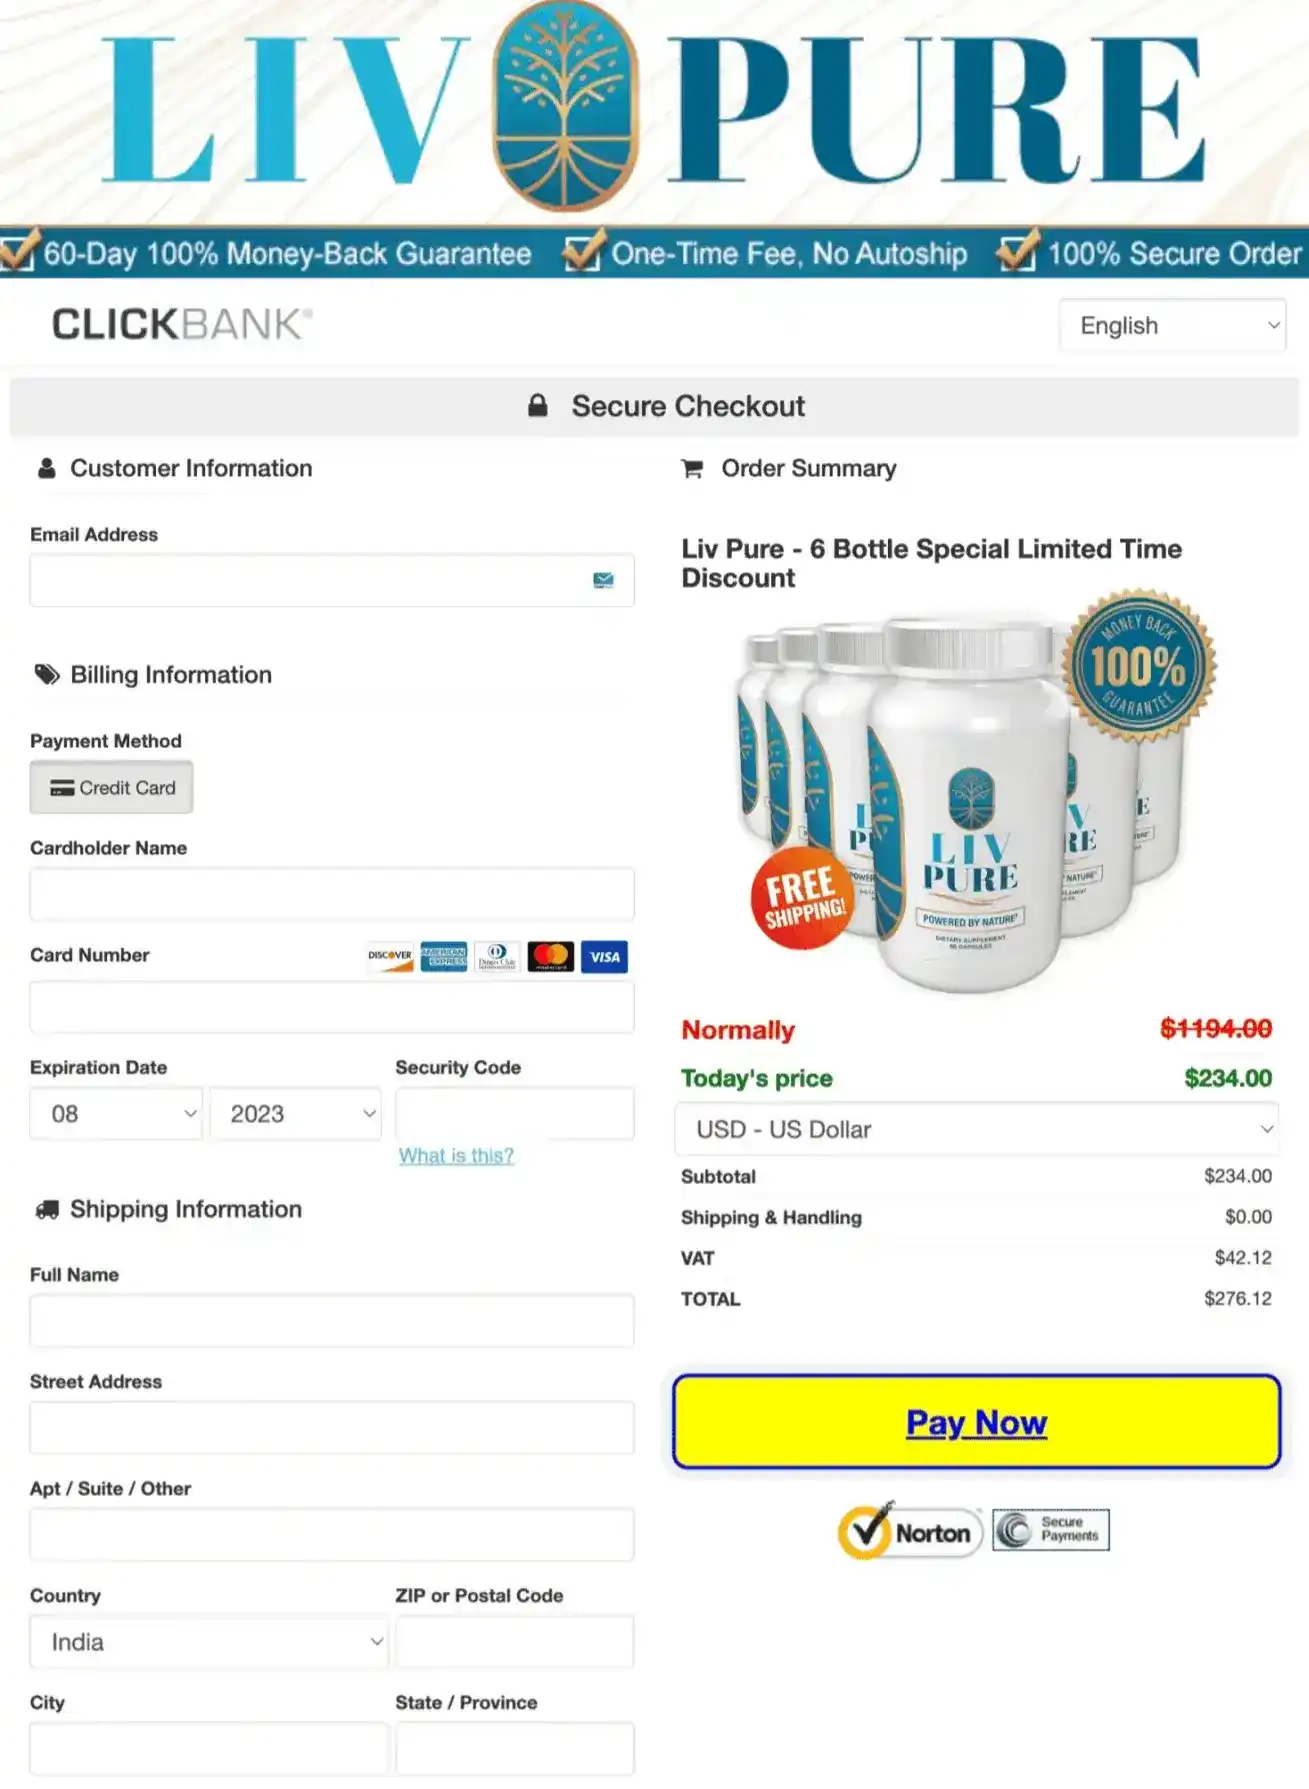 LIV PURE
60-Day 100% Money-Back Guarantee One-Time Fee, No Autoship 100% Secure Order
CLICKBANK®
English
Secure Checkout
Customer Information
Email Address
Billing Information
Payment Method
Credit Card
Cardholder Name
Card Number
DISCOVER AMERICAN EXPRESS Diners Club mastercard VISA
Expiration Date Security Code
08 2023
What is this?
Shipping Information
Full Name
Street Address
Apt / Suite / Other
Country ZIP or Postal Code
India
City State / Province
Order Summary
Liv Pure - 6 Bottle Special Limited Time
Discount
MONEY BACK
100%
GUARANTEE
LIV
PURE
POWERED BY NATURE
DIETARY SUPPLEMENT
FREE
SHIPPING!
Normally $1194.00
Today's price $234.00
USD - US Dollar
Subtotal $234.00
Shipping & Handling $0.00
VAT $42.12
TOTAL $276.12
Pay Now
Norton
Secure
Payments